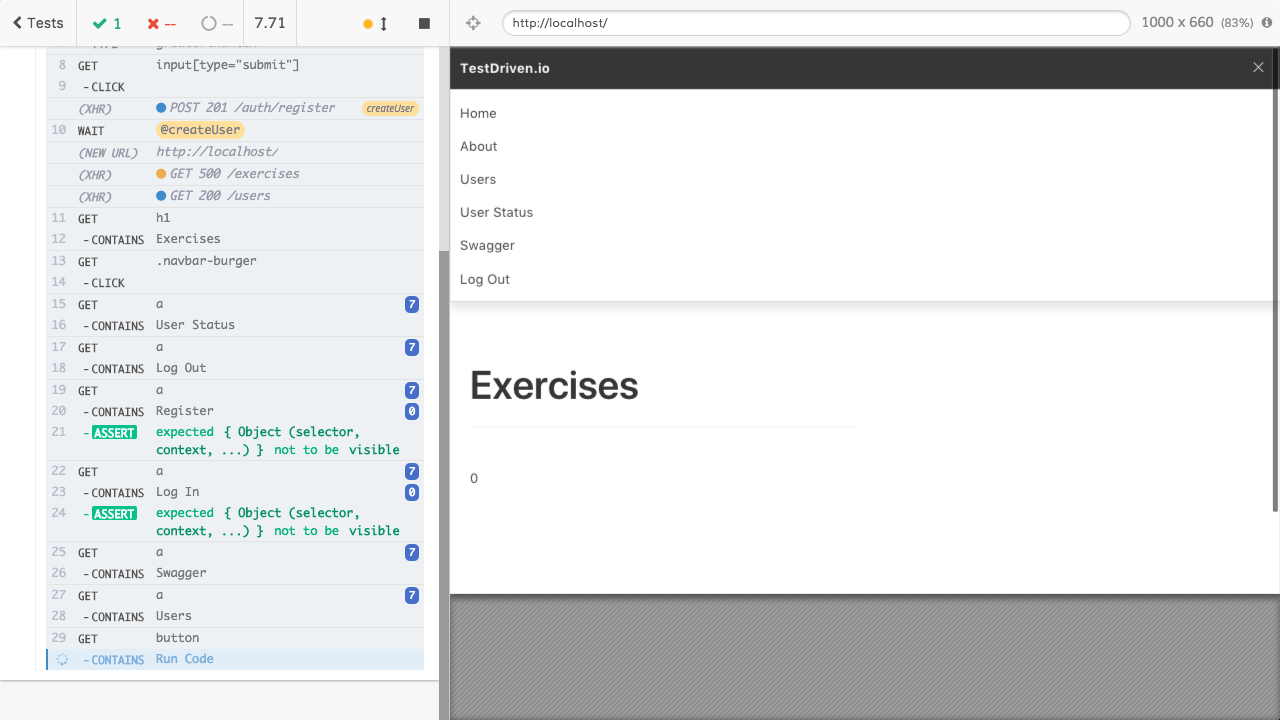 Tests 1 -- -- 7.71
http://localhost/ 1000 x 660 (83%)
8 GET input[type="submit"]
9 -CLICK
(XHR) POST 201 /auth/register createUser
10 WAIT @createUser
(NEW URL) http://localhost/
(XHR) GET 500 /exercises
(XHR) GET 200 /users
11 GET h1
12 -CONTAINS Exercises
13 GET .navbar-burger
14 -CLICK
15 GET a 7
16 -CONTAINS User Status
17 GET a 7
18 -CONTAINS Log Out
19 GET a 7
20 -CONTAINS Register 0
21 -ASSERT expected { Object (selector,
context, ...) } not to be visible
22 GET a 7
23 -CONTAINS Log In 0
24 -ASSERT expected { Object (selector,
context, ...) } not to be visible
25 GET a 7
26 -CONTAINS Swagger
27 GET a 7
28 -CONTAINS Users
29 GET button
-CONTAINS Run Code
TestDriven.io
Home
About
Users
User Status
Swagger
Log Out
Exercises
0